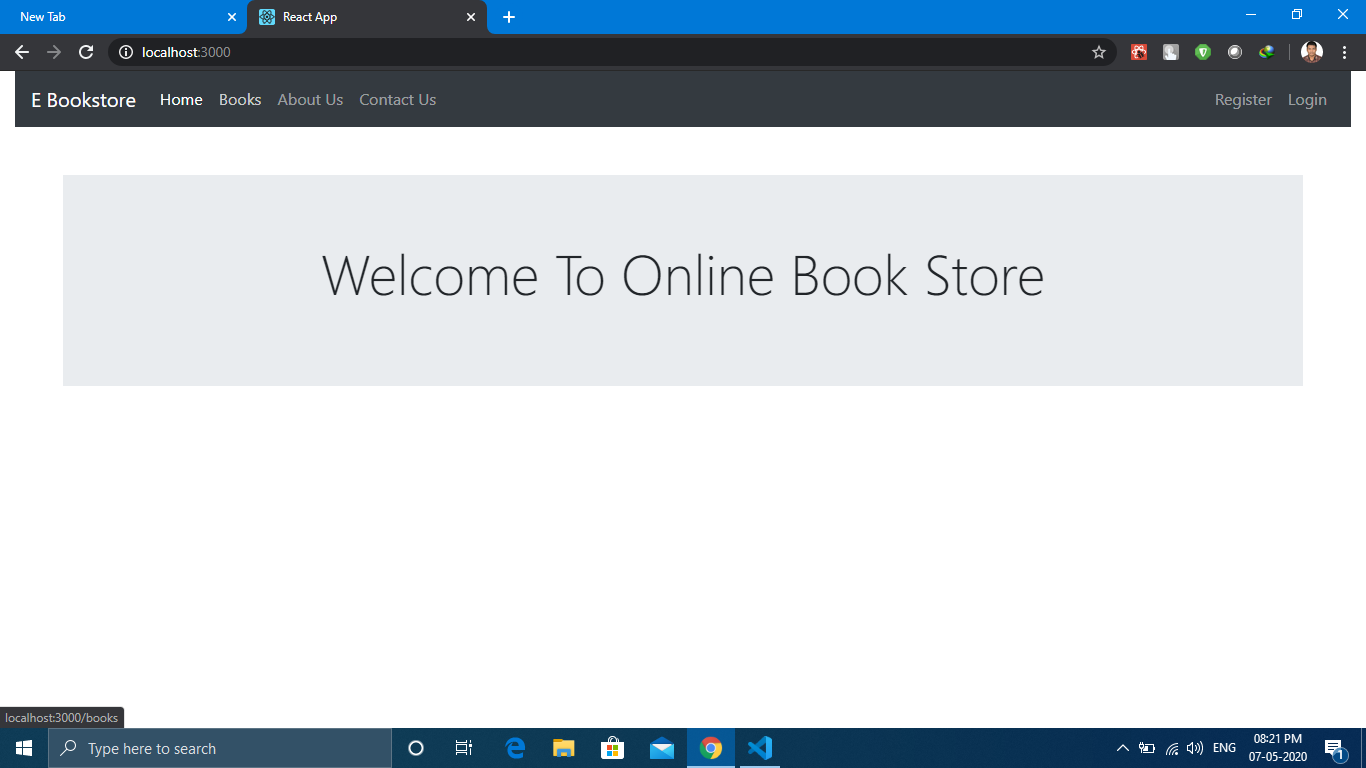 New Tab
React App
localhost:3000
E Bookstore Home Books About Us Contact Us Register Login
Welcome To Online Book Store
localhost:3000/books
Type here to search
ENG
08:21 PM
07-05-2020
1